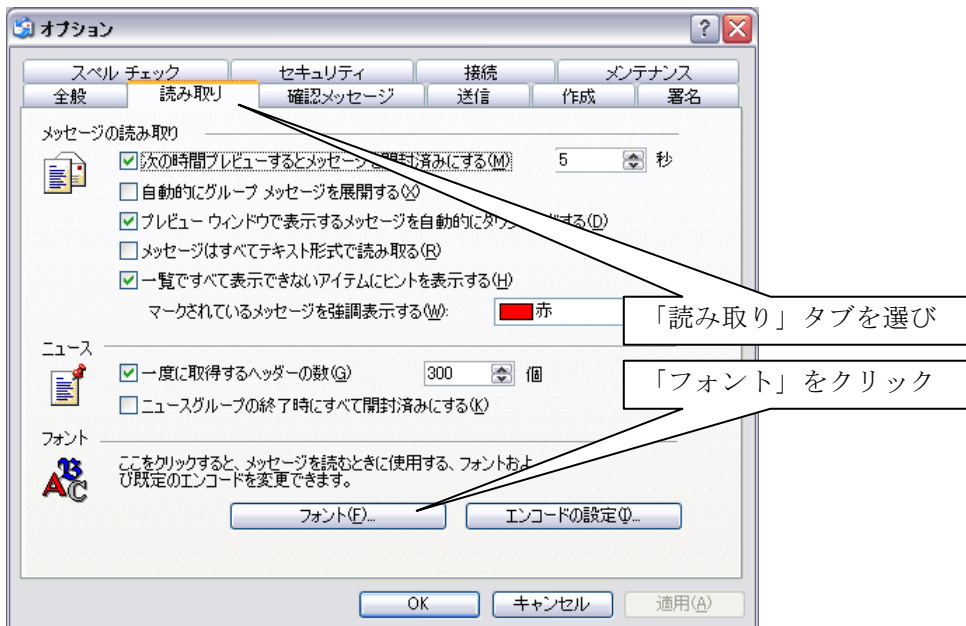 オプション
スペル チェック セキュリティ 接続 メンテナンス
全般 読み取り 確認メッセージ 送信 作成 署名
メッセージの読み取り
次の時間プレビューするとメッセージを開封済みにする(M) 5 秒
自動的にグループ メッセージを展開する(X)
プレビュー ウィンドウで表示するメッセージを自動的にダウンロードする(D)
メッセージはすべてテキスト形式で読み取る(R)
一覧ですべて表示できないアイテムにヒントを表示する(H)
マークされているメッセージを強調表示する(W): 赤
「読み取り」タブを選び
ニュース
一度に取得するヘッダーの数(G) 300 個
「フォント」をクリック
ニュースグループの終了時にすべて開封済みにする(K)
フォント
ここをクリックすると、メッセージを読むときに使用する、フォントおよ
び既定のエンコードを変更できます。
フォント(F)... エンコードの設定(I)...
OK キャンセル 適用(A)